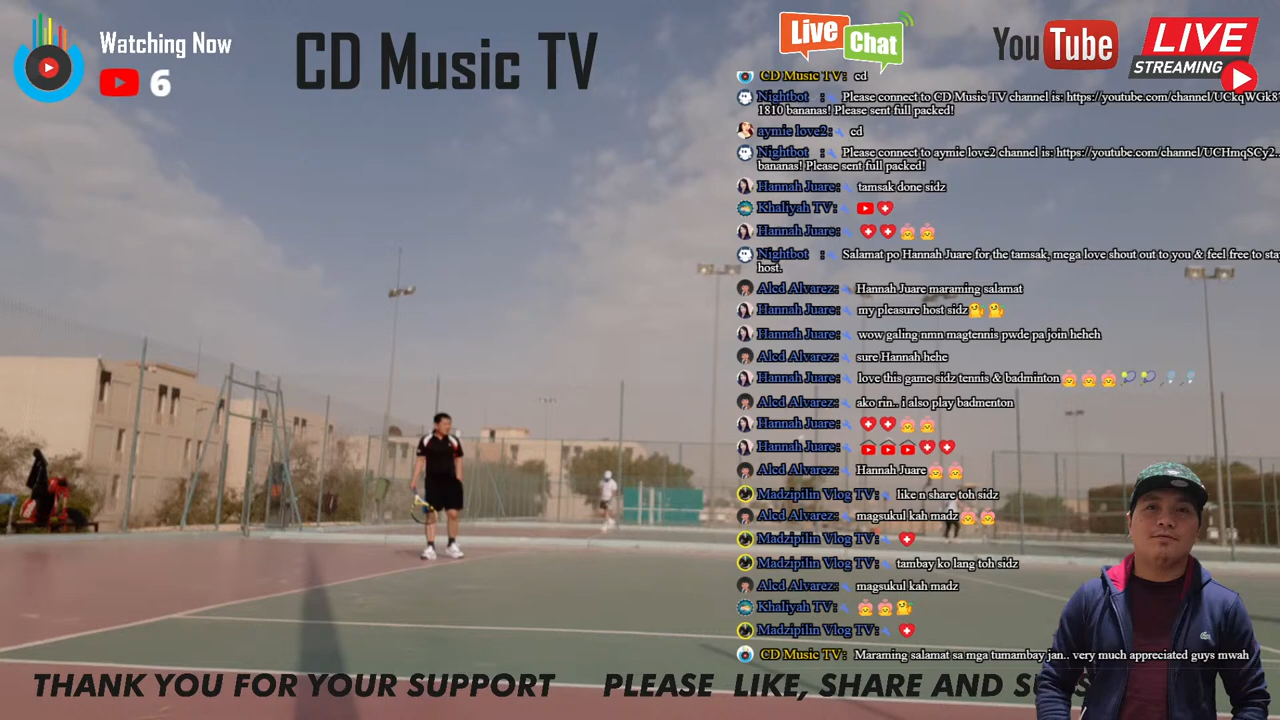 Watching Now
6
CD Music TV
Live Chat
YouTube
LIVE
STREAMING
CD Music TV: cd
Nightbot : Please connect to CD Music TV channel is: https://youtube.com/channel/UCkqWGk8
1810 bananas! Please sent full packed!
aymie love2: cd
Nightbot : Please connect to aymie love2 channel is: https://youtube.com/channel/UCHmqSCy2..
bananas! Please sent full packed!
Hannah Juare: tamsak done sidz
Khaliyah TV:
Hannah Juare:
Nightbot : Salamat po Hannah Juare for the tamsak, mega love shout out to you & feel free to sta
host.
Alcd Alvarez: Hannah Juare maraming salamat
Hannah Juare: my pleasure host sidz
Hannah Juare: wow galing nmn magtennis pwde pa join heheh
Alcd Alvarez: sure Hannah hehe
Hannah Juare: love this game sidz tennis & badminton
Alcd Alvarez: ako rin.. i also play badmenton
Hannah Juare:
Hannah Juare:
Alcd Alvarez: Hannah Juare
Madzipilin Vlog TV: like n share toh sidz
Alcd Alvarez: magsukul kah madz
Madzipilin Vlog TV:
Madzipilin Vlog TV: tambay ko lang toh sidz
Alcd Alvarez: magsukul kah madz
Khaliyah TV:
Madzipilin Vlog TV:
CD Music TV: Maraming salamat sa mga tumambay jan.. very much appreciated guys mwah
THANK YOU FOR YOUR SUPPORT PLEASE LIKE, SHARE AND